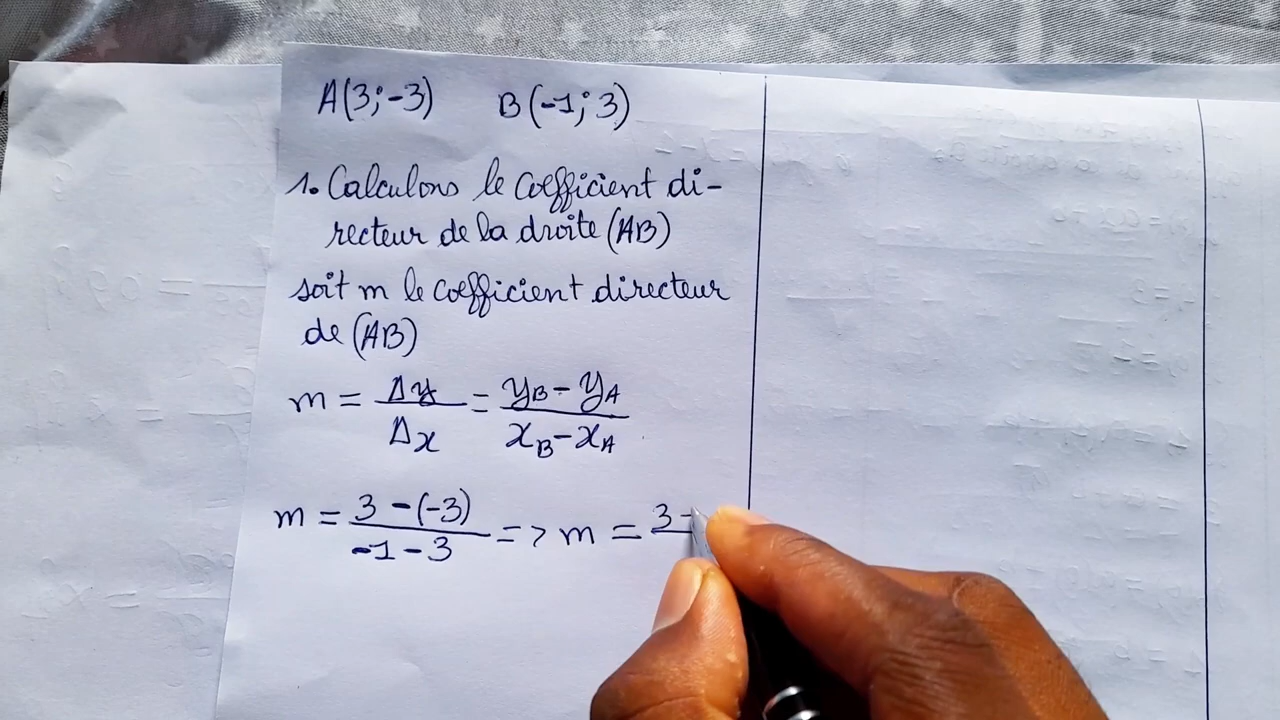 A(3;-3) B(-1;3)
1. Calculons le coefficient di-
recteur de la droite (AB)
soit m le coefficient directeur
de (AB)
m = Δy/Δx = yB - yA/xB - xA
m = 3 -(-3)/-1 - 3 => m = 3